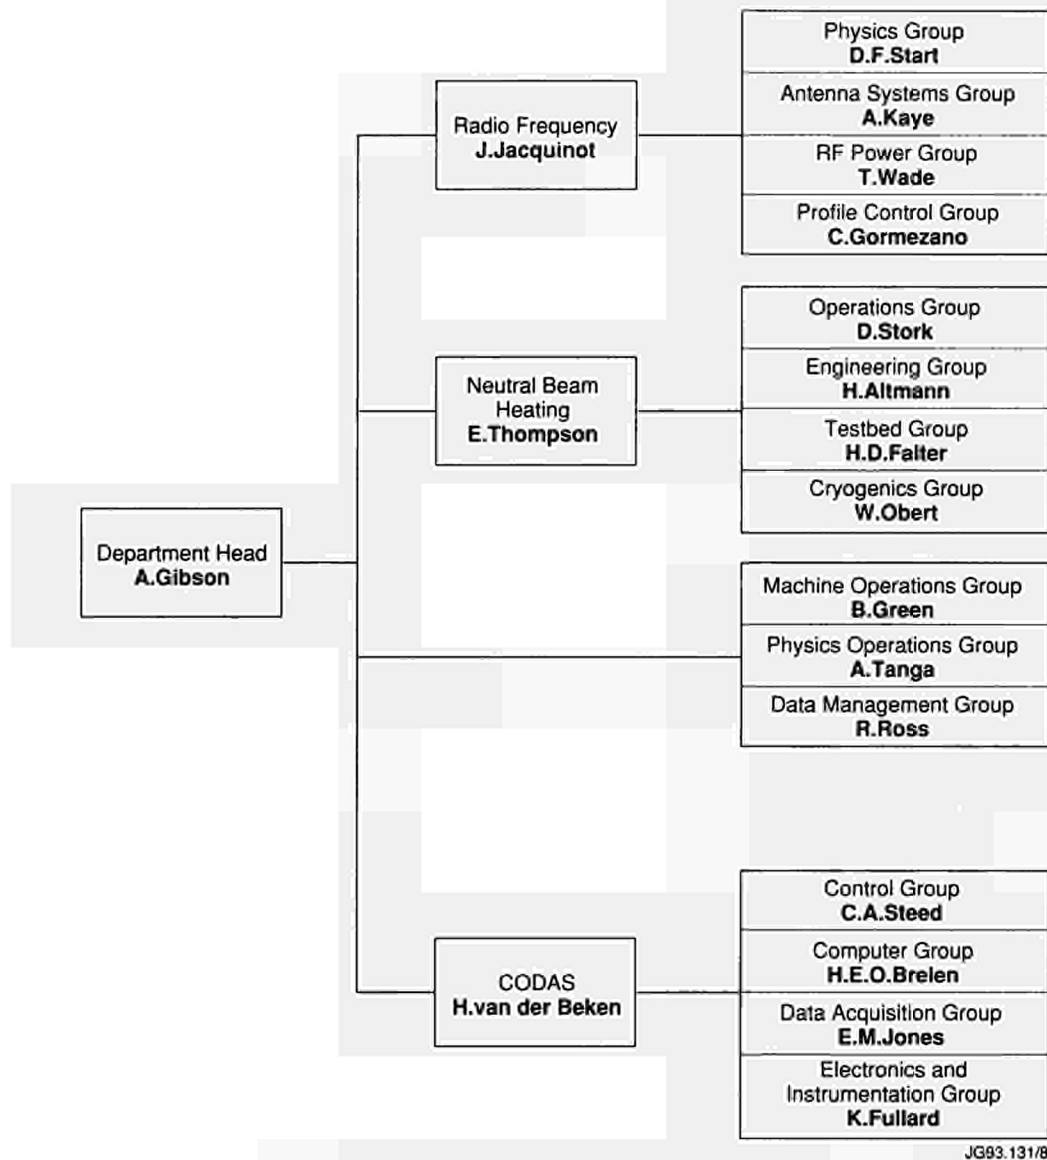 Physics Group
D.F.Start
Antenna Systems Group
A.Kaye
RF Power Group
T.Wade
Profile Control Group
C.Gormezano
Radio Frequency
J.Jacquinot
Operations Group
D.Stork
Engineering Group
H.Altmann
Testbed Group
H.D.Falter
Cryogenics Group
W.Obert
Neutral Beam
Heating
E.Thompson
Department Head
A.Gibson
Machine Operations Group
B.Green
Physics Operations Group
A.Tanga
Data Management Group
R.Ross
Control Group
C.A.Steed
Computer Group
H.E.O.Brelen
Data Acquisition Group
E.M.Jones
Electronics and
Instrumentation Group
K.Fullard
CODAS
H.van der Beken
JG93.131/8